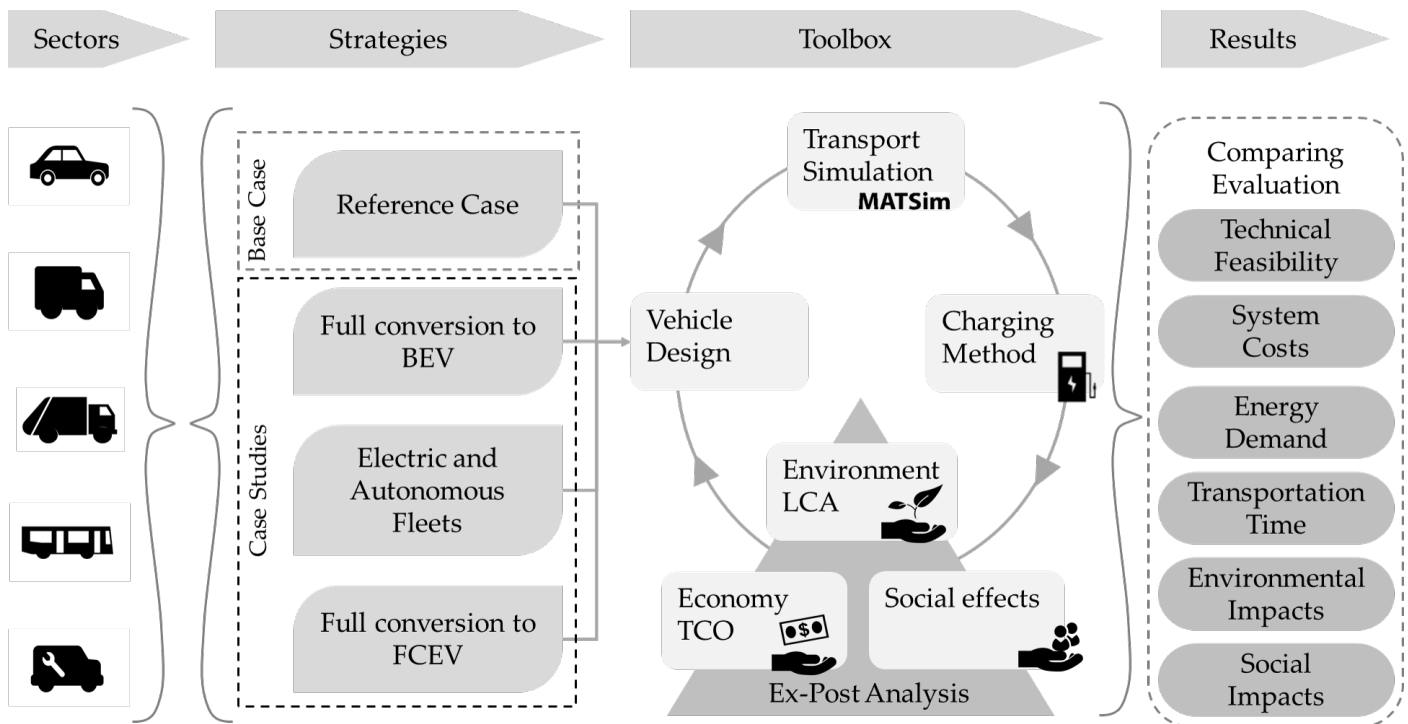 Sectors
Strategies
Toolbox
Results
Base Case
Reference Case
Case Studies
Full conversion to
BEV
Electric and
Autonomous
Fleets
Full conversion to
FCEV
Transport
Simulation
MATSim
Vehicle
Design
Charging
Method
Environment
LCA
Economy
TCO
$
Social effects
Ex-Post Analysis
Comparing
Evaluation
Technical
Feasibility
System
Costs
Energy
Demand
Transportation
Time
Environmental
Impacts
Social
Impacts